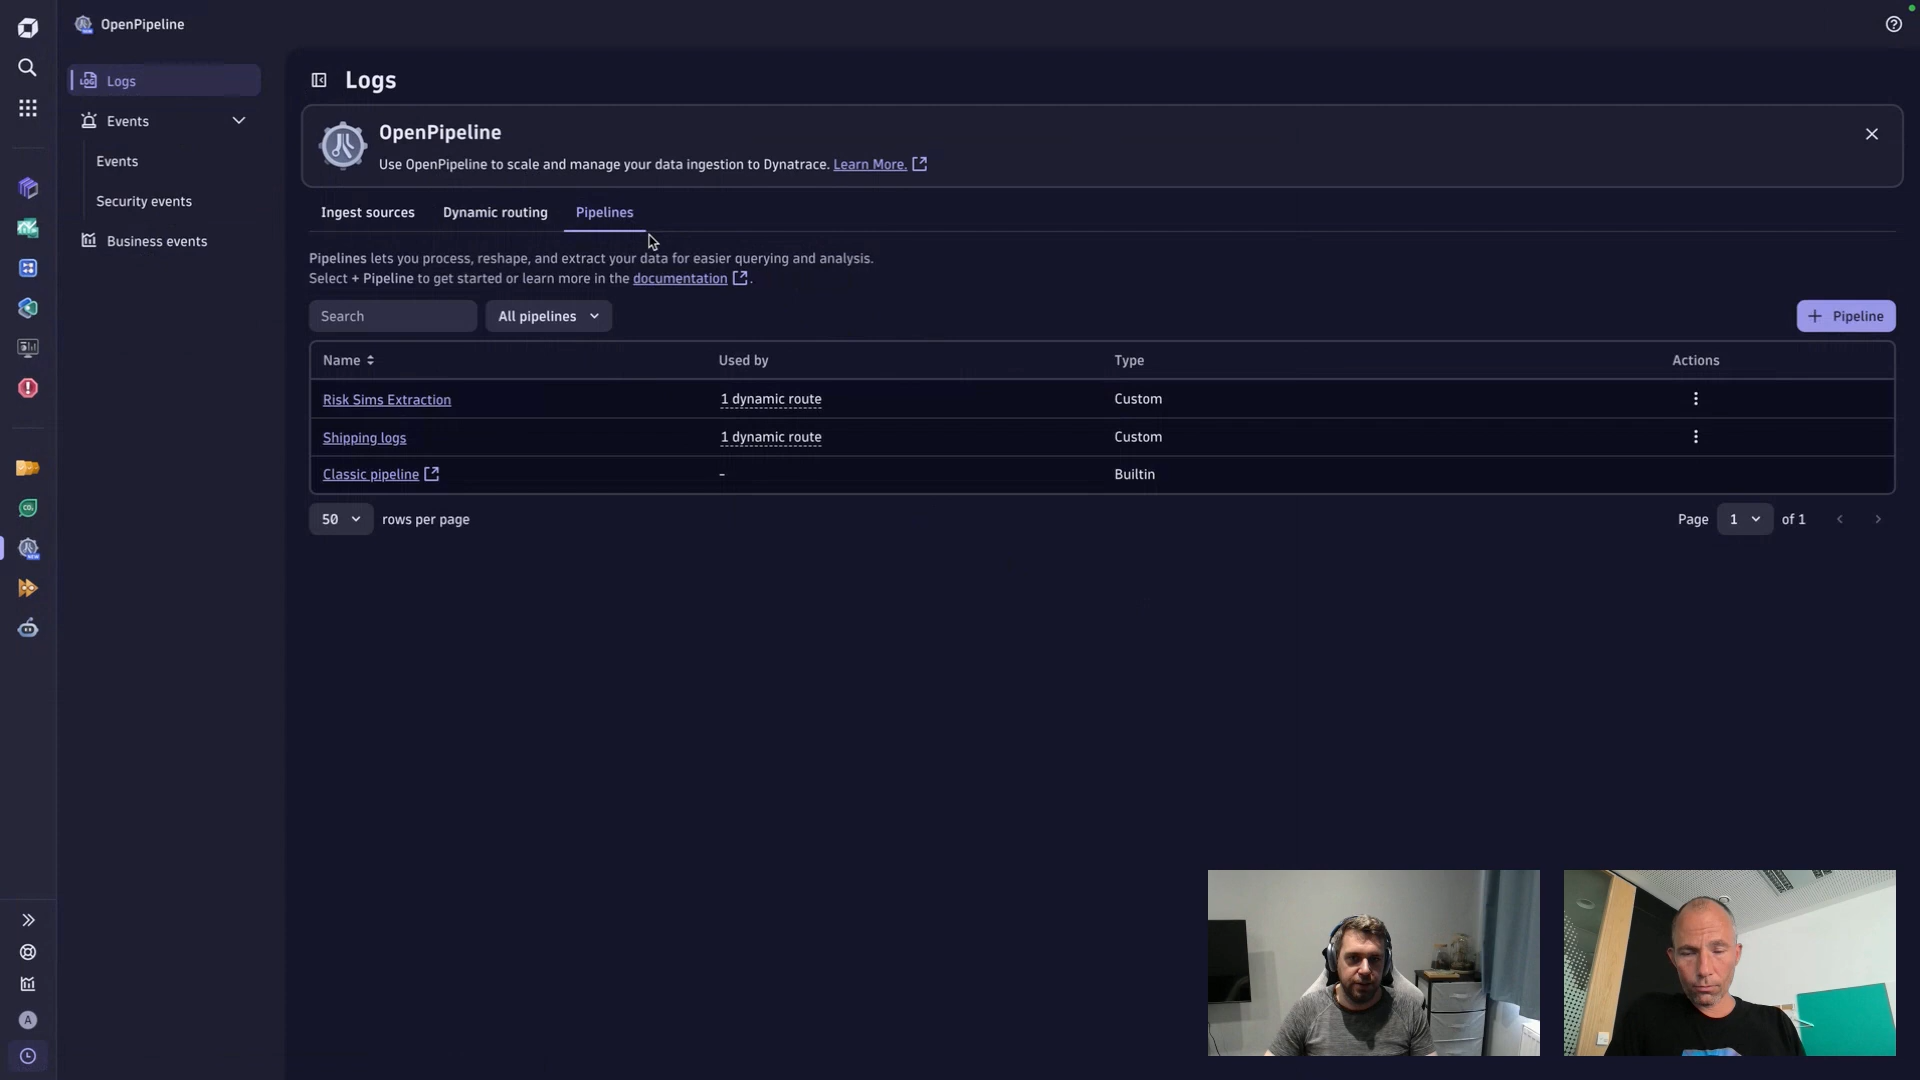 OpenPipeline
Logs
Events
Events
Security events
Business events
Logs
OpenPipeline
Use OpenPipeline to scale and manage your data ingestion to Dynatrace. Learn More.
Ingest sources Dynamic routing Pipelines
Pipelines lets you process, reshape, and extract your data for easier querying and analysis.
Select + Pipeline to get started or learn more in the documentation .
Search All pipelines + Pipeline
Name Used by Type Actions
Risk Sims Extraction 1 dynamic route Custom
Shipping logs 1 dynamic route Custom
Classic pipeline - Builtin
50 rows per page Page 1 of 1
A